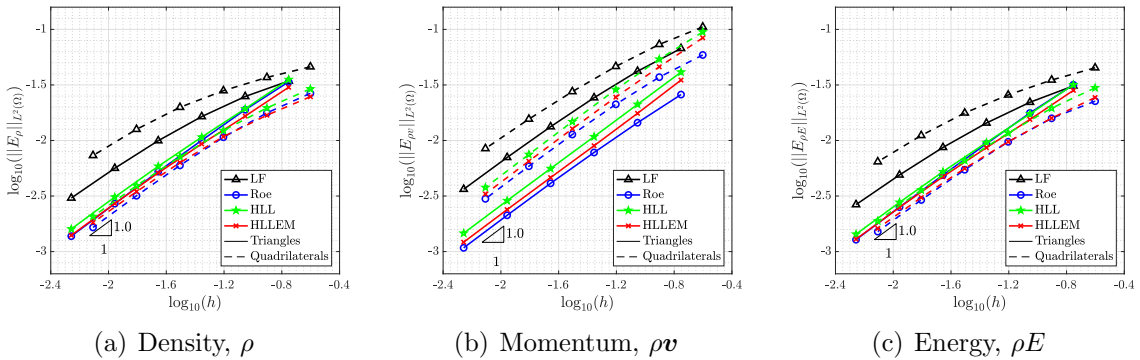 -1
-1.5
-2
-2.5
-3
log₁₀(||E_ρ||_{L²(Ω)})
LF
Roe
HLL
HLLEM
Triangles
Quadrilaterals
1.0
1
-2.4 -2 -1.6 -1.2 -0.8 -0.4
log₁₀(h)
(a) Density, ρ
-1
-1.5
-2
-2.5
-3
log₁₀(||E_{ρv}||_{L²(Ω)})
LF
Roe
HLL
HLLEM
Triangles
Quadrilaterals
1.0
1
-2.4 -2 -1.6 -1.2 -0.8 -0.4
log₁₀(h)
(b) Momentum, ρv
-1
-1.5
-2
-2.5
-3
log₁₀(||E_{ρE}||_{L²(Ω)})
LF
Roe
HLL
HLLEM
Triangles
Quadrilaterals
1.0
1
-2.4 -2 -1.6 -1.2 -0.8 -0.4
log₁₀(h)
(c) Energy, ρE